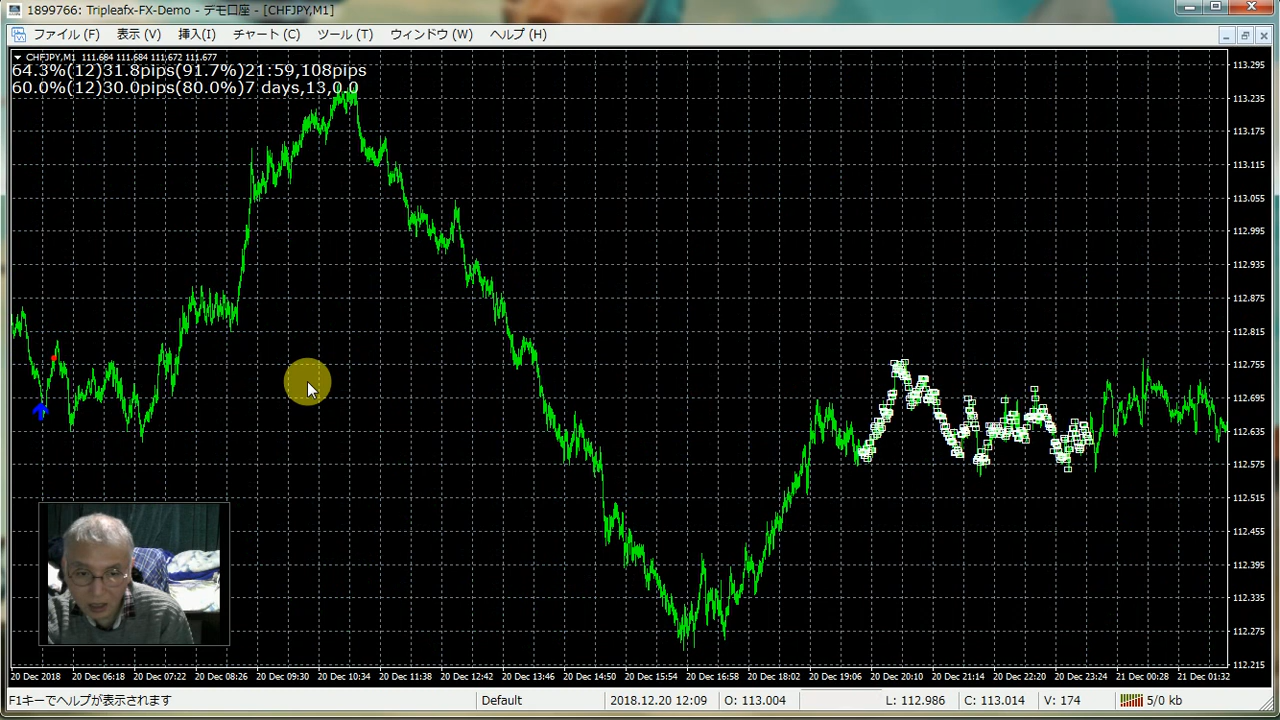 1899766: Tripleafx-FX-Demo - デモ口座 - [CHFJPY,M1]
ファイル (F) 表示 (V) 挿入(I) チャート (C) ツール (T) ウィンドウ (W) ヘルプ (H)
CHFJPY,M1 111.684 111.684 111.672 111.677
64.3%(12)31.8pips(91.7%)21:59,108pips
60.0%(12)30.0pips(80.0%)7 days,13,0.0
113.295
113.235
113.175
113.115
113.055
112.995
112.935
112.875
112.815
112.755
112.695
112.635
112.575
112.515
112.455
112.395
112.335
112.275
112.215
20 Dec 2018 20 Dec 06:18 20 Dec 07:22 20 Dec 08:26 20 Dec 09:30 20 Dec 10:34 20 Dec 11:38 20 Dec 12:42 20 Dec 13:46 20 Dec 14:50 20 Dec 15:54 20 Dec 16:58 20 Dec 18:02 20 Dec 19:06 20 Dec 20:10 20 Dec 21:14 20 Dec 22:20 20 Dec 23:24 21 Dec 00:28 21 Dec 01:32
F1キーでヘルプが表示されます Default 2018.12.20 12:09 O: 113.004 L: 112.986 C: 113.014 V: 174 5/0 kb